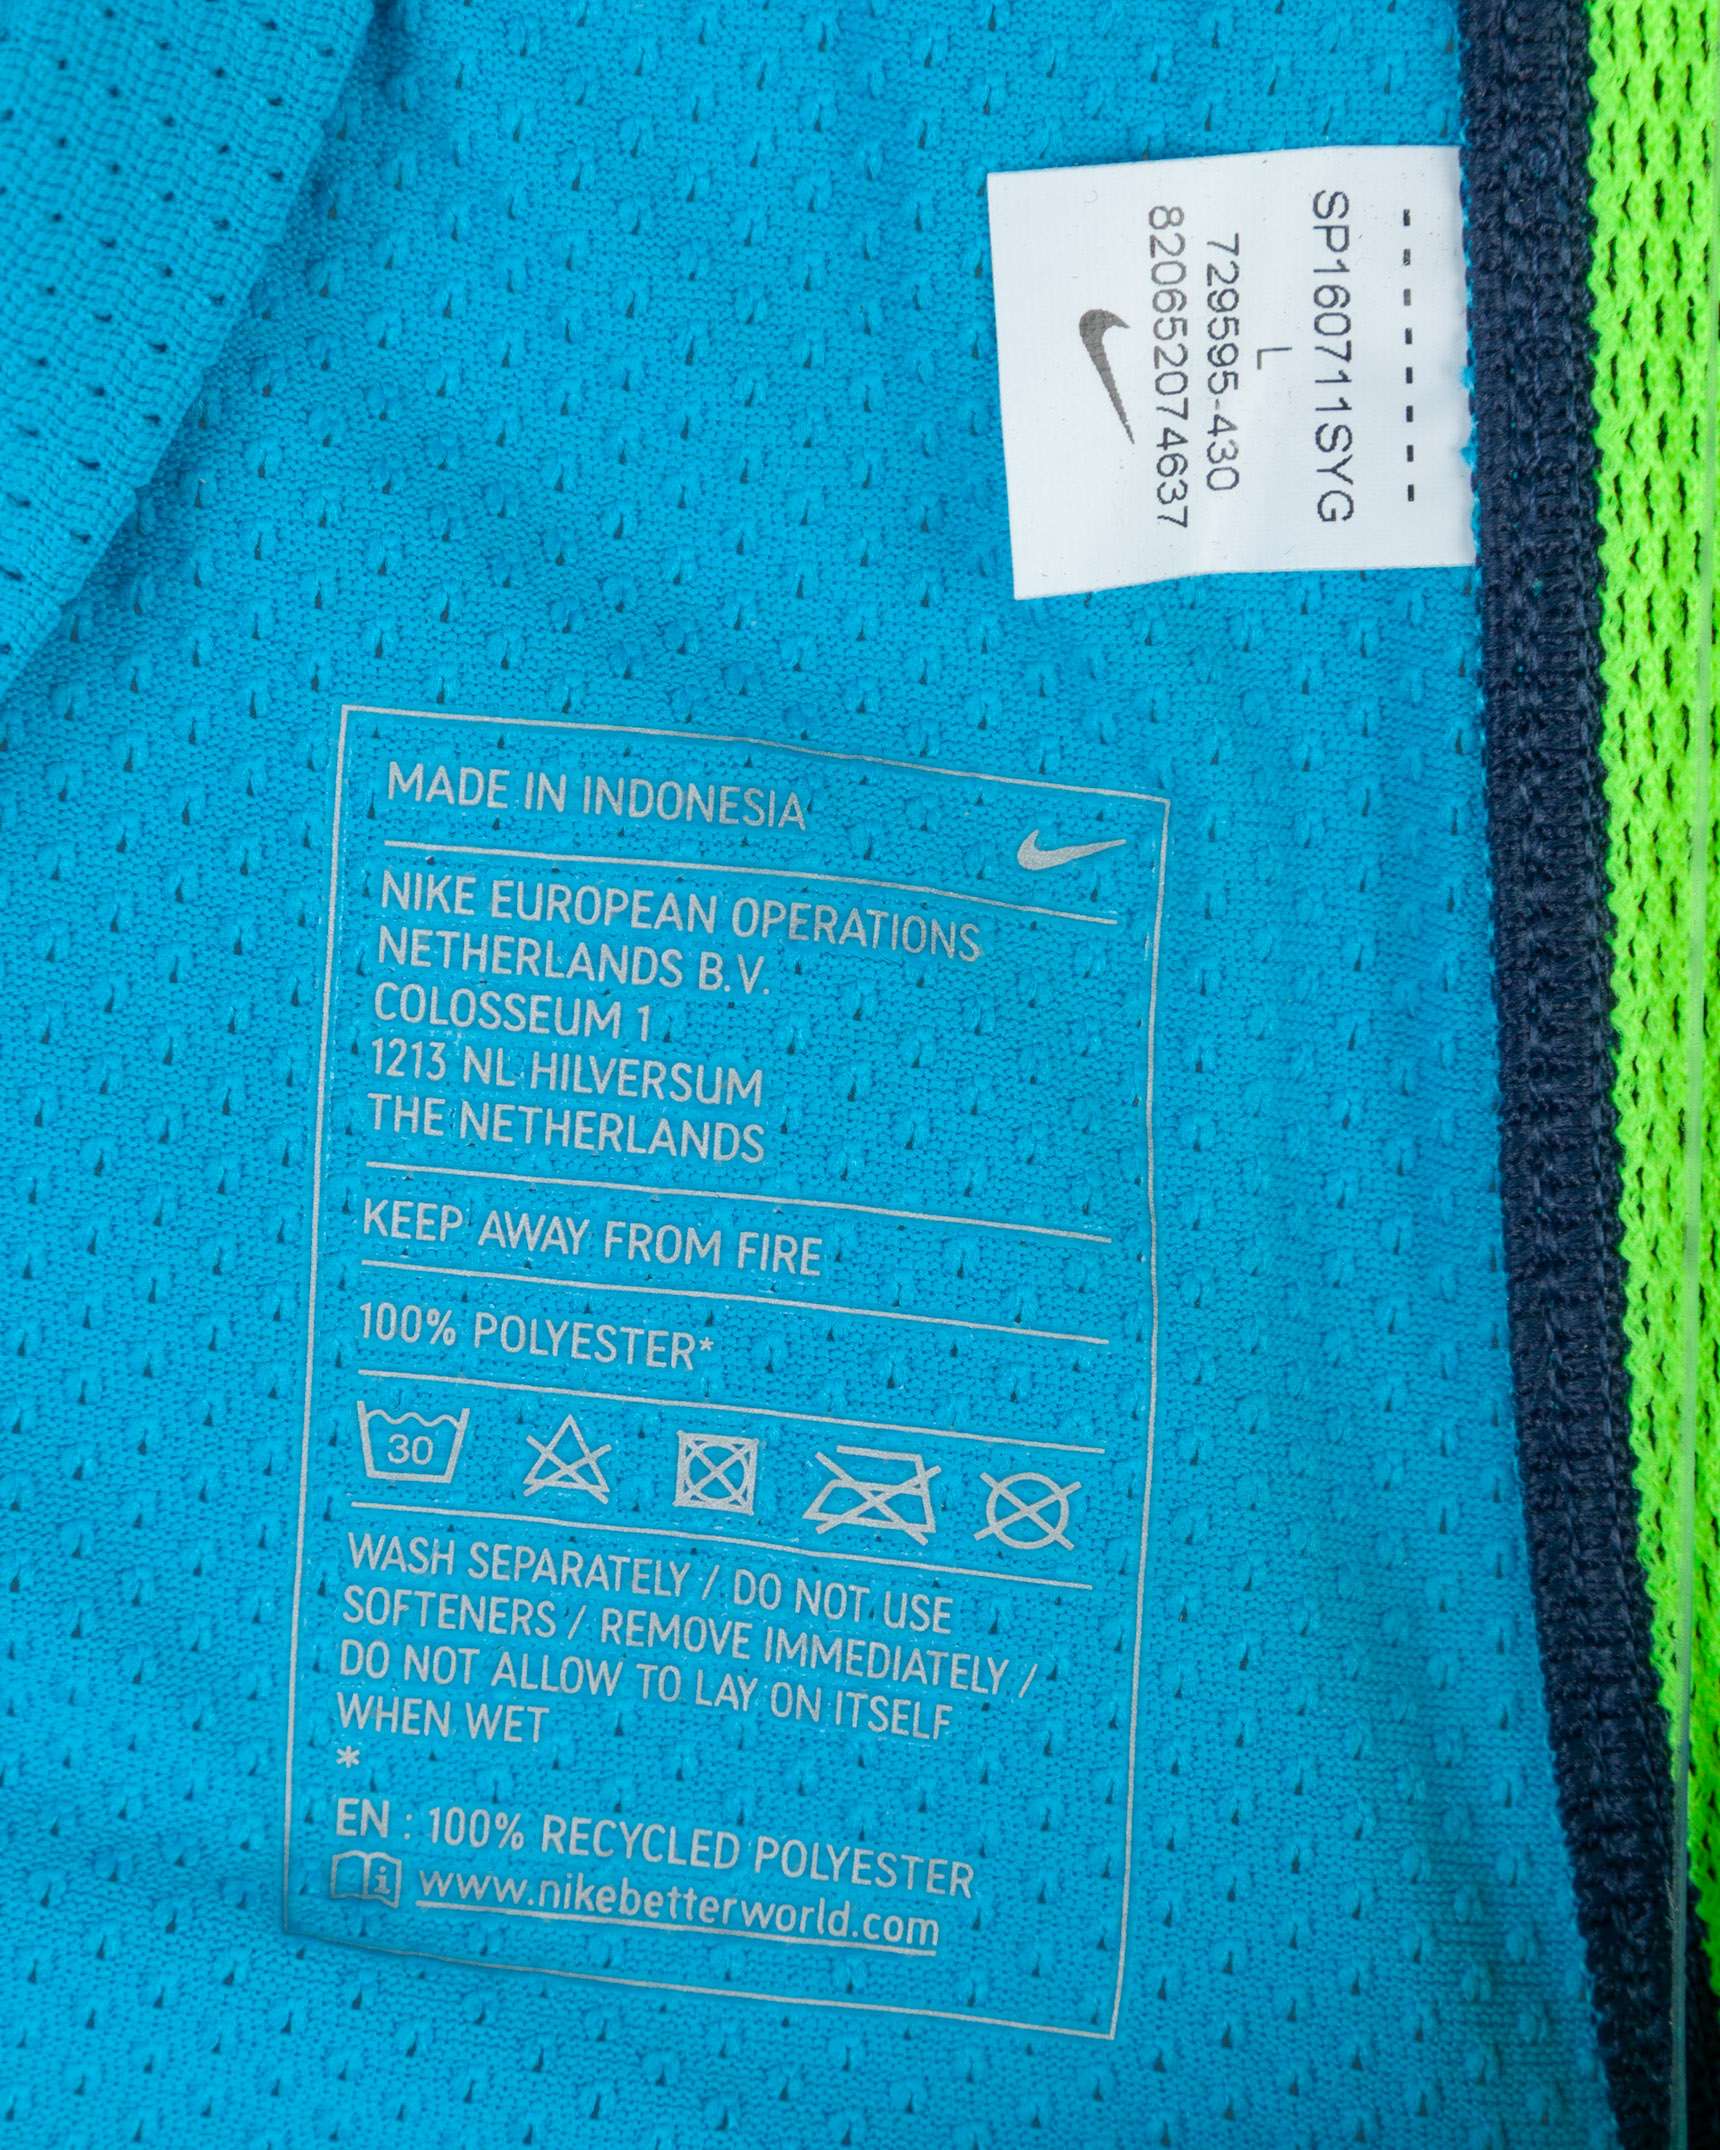 SP160711SYG
L
729595-430
820652074637
MADE IN INDONESIA
NIKE EUROPEAN OPERATIONS
NETHERLANDS B.V.
COLOSSEUM 1
1213 NL HILVERSUM
THE NETHERLANDS
KEEP AWAY FROM FIRE
100% POLYESTER*
30
WASH SEPARATELY / DO NOT USE
SOFTENERS / REMOVE IMMEDIATELY /
DO NOT ALLOW TO LAY ON ITSELF
WHEN WET
*
EN : 100% RECYCLED POLYESTER
i www.nikebetterworld.com